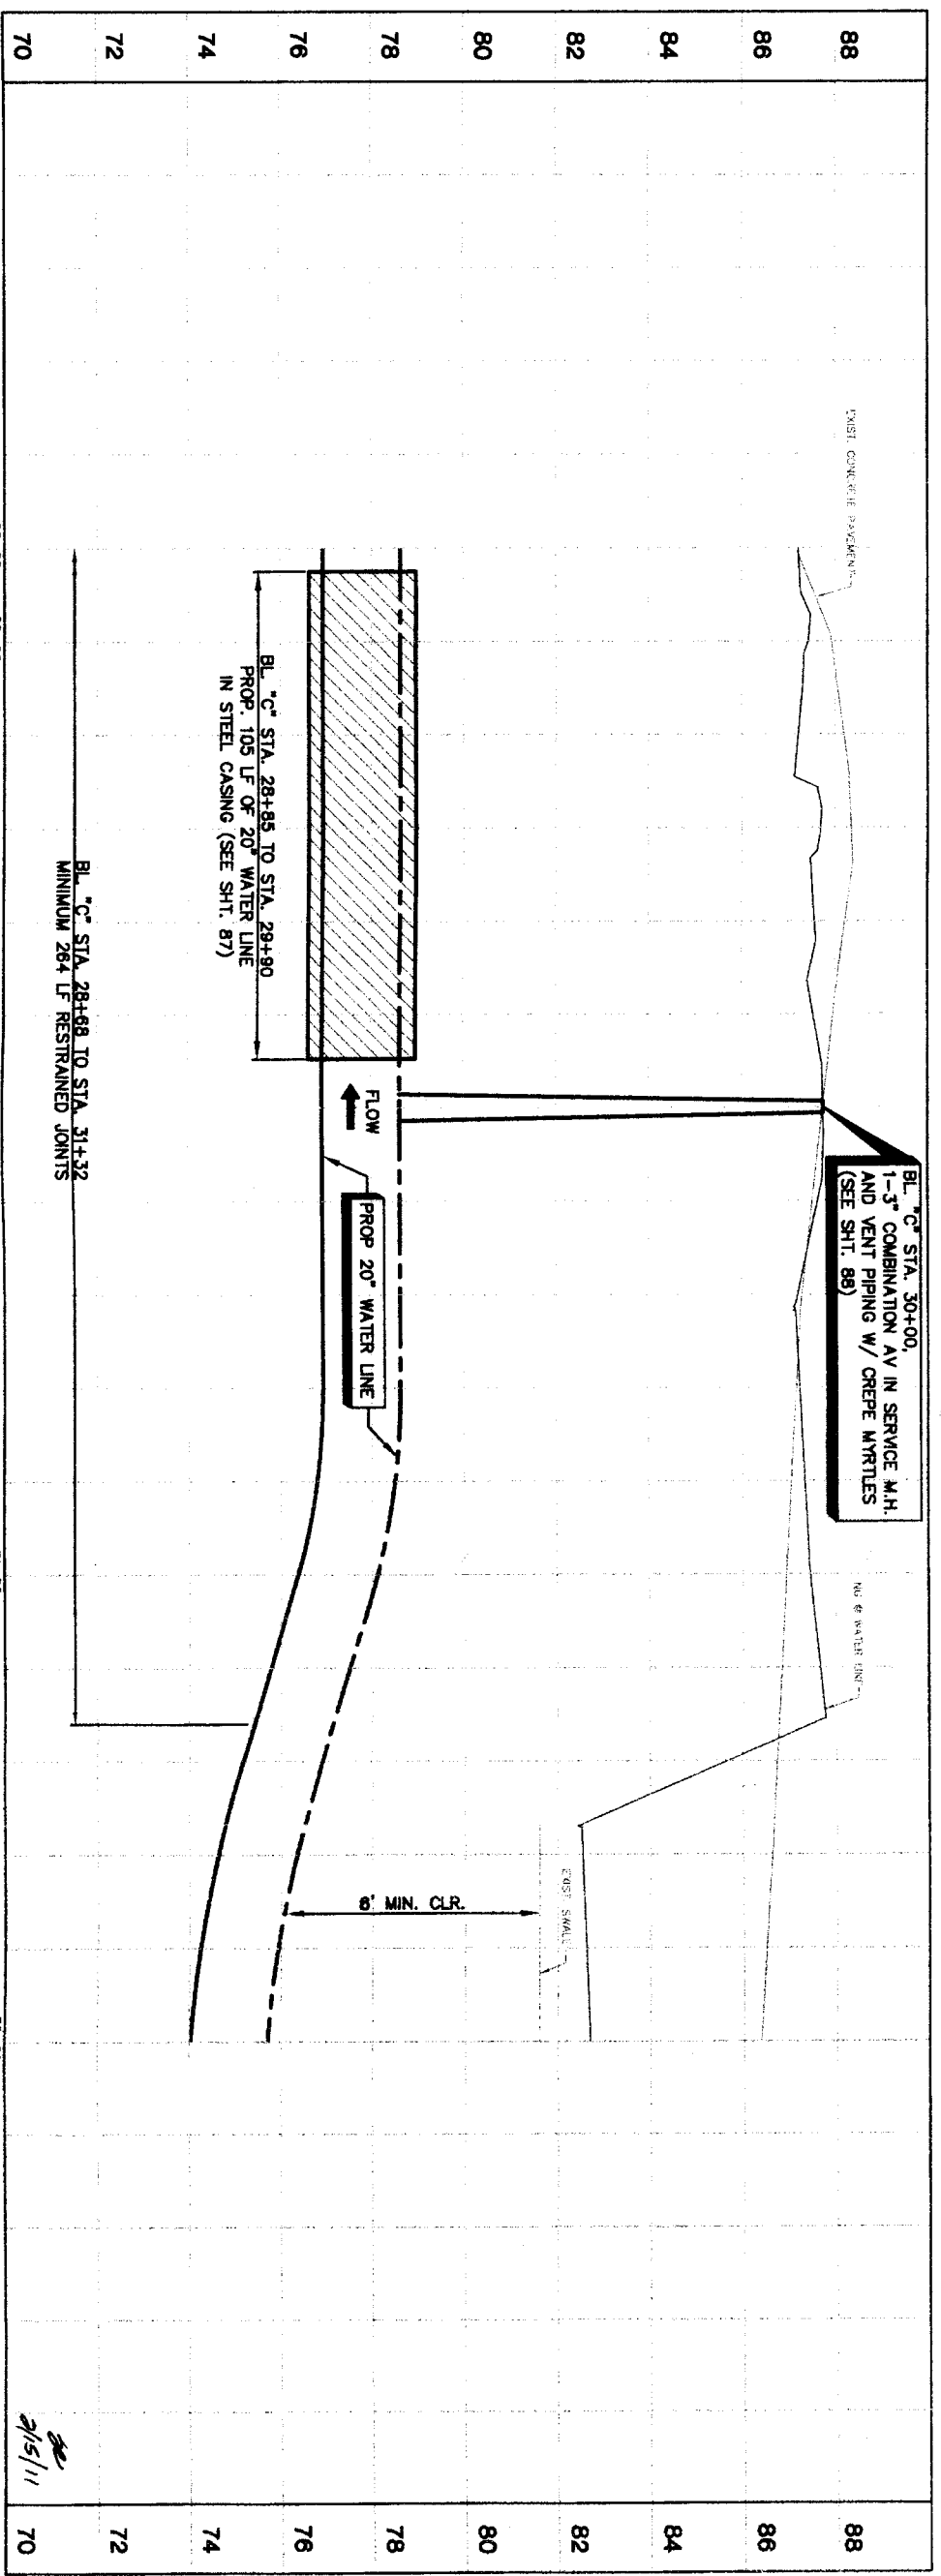 88
86
84
82
80
78
76
74
72
70
EXIST. CONCRETE PAVEMENT
BL. "C" STA. 30+00,
1-3" COMBINATION AV IN SERVICE M.H.
AND VENT PIPING W/ CREPE MYRTLES
(SEE SHT. 88)
NG @ WATER LINE
EXIST. SWALE
6' MIN. CLR.
FLOW
PROP 20" WATER LINE
BL. "C" STA. 28+85 TO STA. 29+90
PROP. 105 LF OF 20" WATER LINE
IN STEEL CASING (SEE SHT. 87)
BL. "C" STA. 28+68 TO STA. 31+32
MINIMUM 264 LF RESTRAINED JOINTS
88
86
84
82
80
78
76
74
72
70
2/15/11